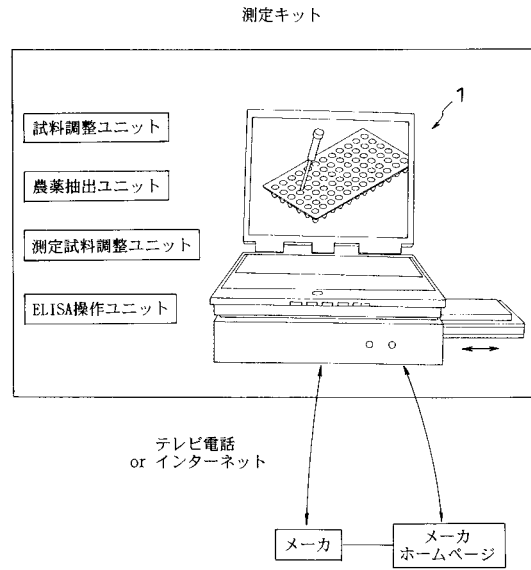 測定キット
1
試料調整ユニット
農薬抽出ユニット
測定試料調整ユニット
ELISA操作ユニット
テレビ電話
or インターネット
メーカ
メーカ
ホームページ